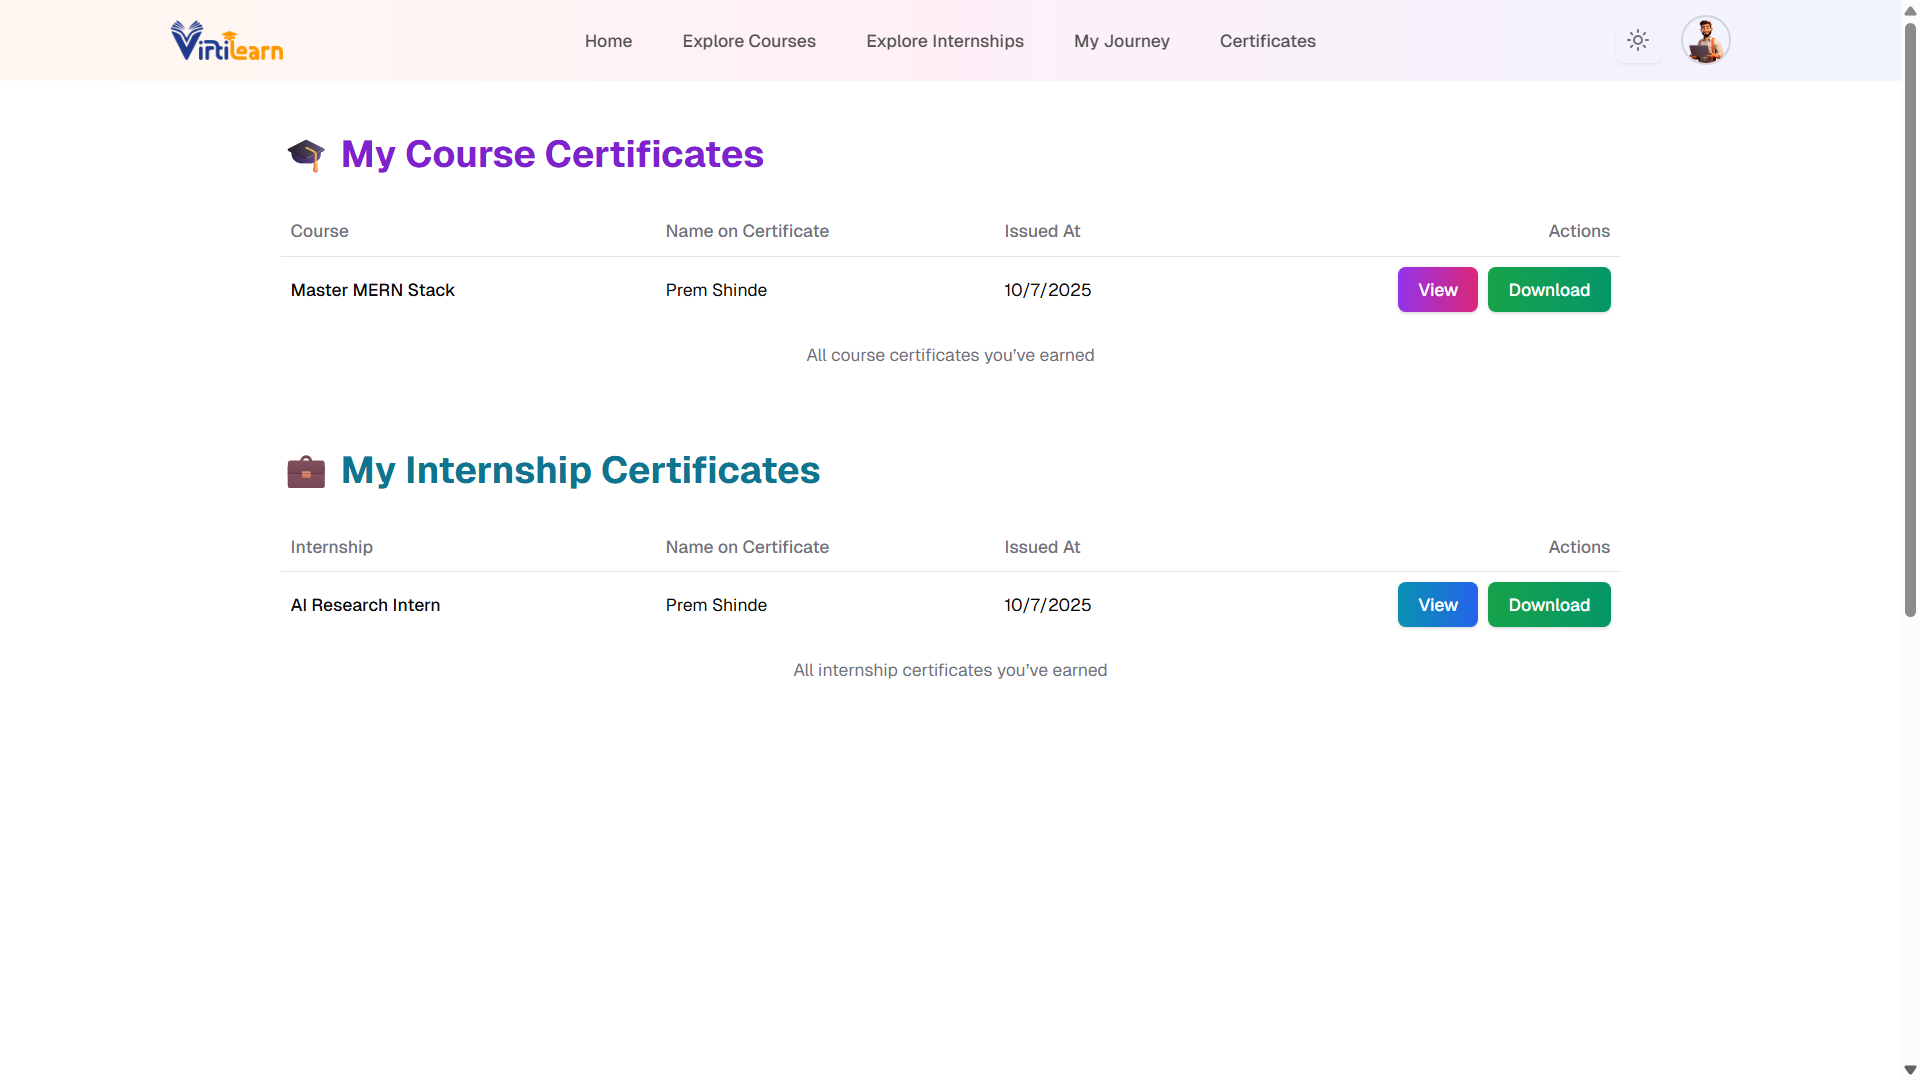 VirtiLearn
Home Explore Courses Explore Internships My Journey Certificates
My Course Certificates
Course Name on Certificate Issued At Actions
Master MERN Stack Prem Shinde 10/7/2025 View Download
All course certificates you’ve earned
My Internship Certificates
Internship Name on Certificate Issued At Actions
AI Research Intern Prem Shinde 10/7/2025 View Download
All internship certificates you’ve earned